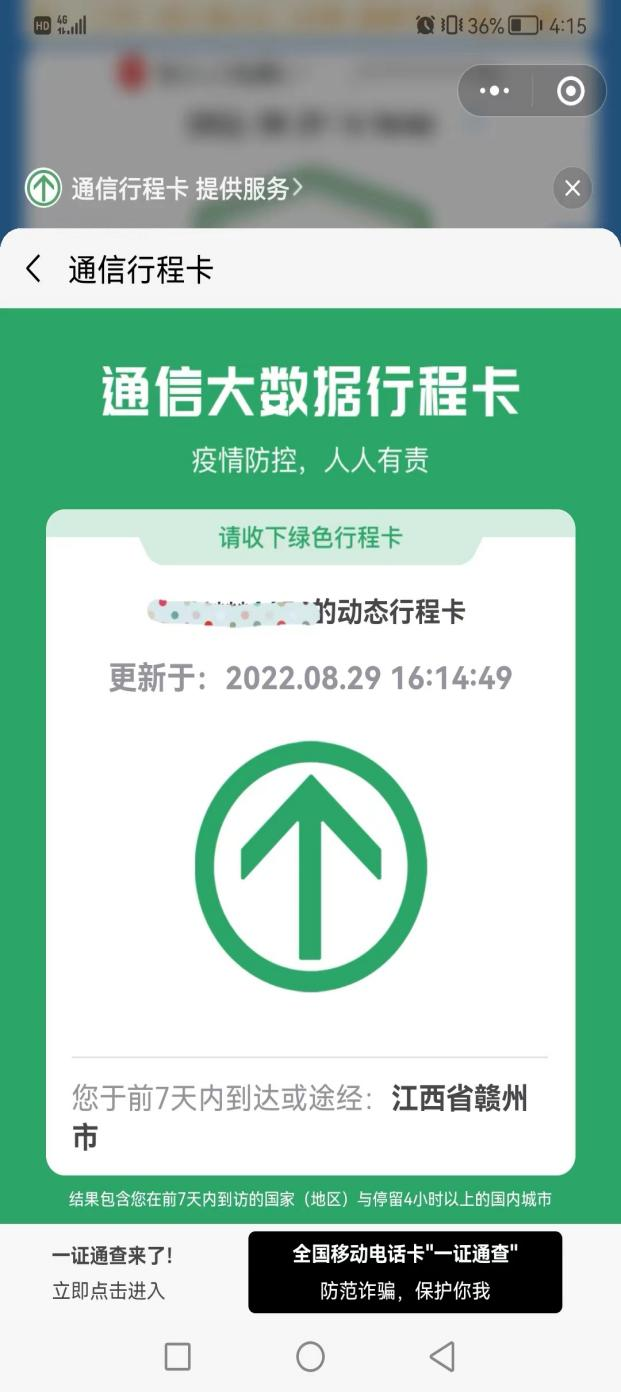 HD 4G 36% 4:15
通信行程卡 提供服务
通信行程卡
通信大数据行程卡
疫情防控，人人有责
请收下绿色行程卡
的动态行程卡
更新于：2022.08.29 16:14:49
您于前7天内到达或途经：江西省赣州
市
结果包含您在前7天内到访的国家（地区）与停留4小时以上的国内城市
一证通查来了！
立即点击进入
全国移动电话卡"一证通查"
防范诈骗，保护你我